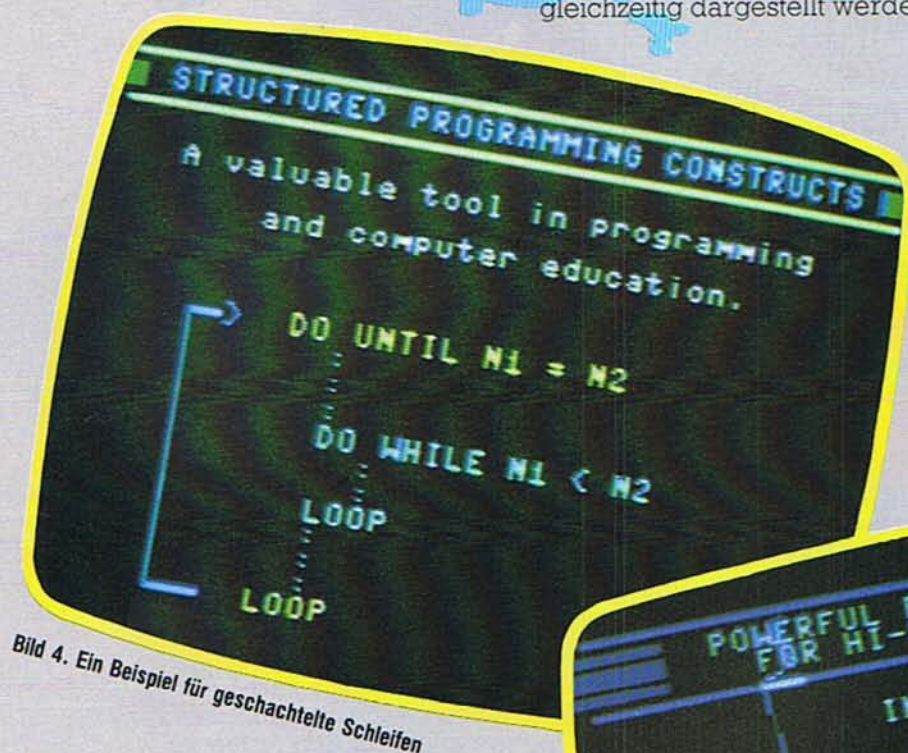 gleichzeitig dargestellt werde
STRUCTURED PROGRAMMING CONSTRUCTS
A valuable tool in programming
and computer education.
DO UNTIL N1 = N2
DO WHILE N1 < N2
LOOP
LOOP
Bild 4. Ein Beispiel für geschachtelte Schleifen
POWERFUL
FOR HI-